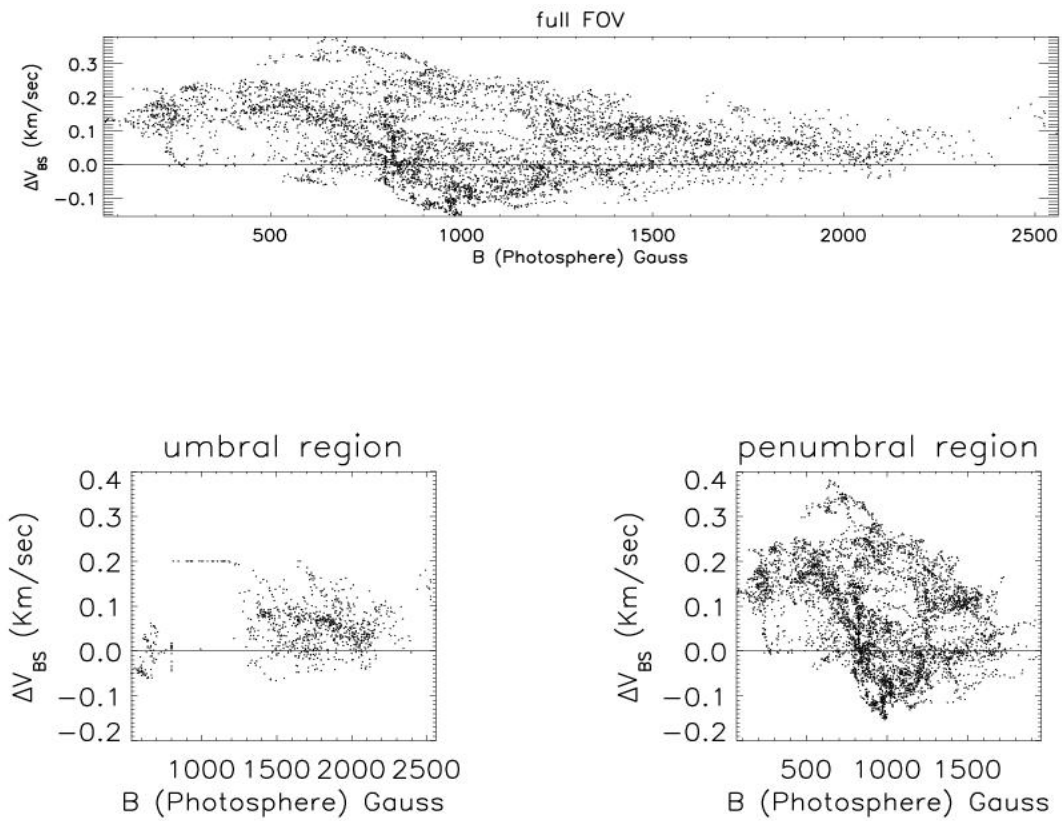 full FOV
ΔV_BS (Km/sec)
0.3
0.2
0.1
0.0
−0.1
500 1000 1500 2000 2500
B (Photosphere) Gauss
umbral region
ΔV_BS (Km/sec)
0.4
0.3
0.2
0.1
0.0
−0.1
−0.2
1000 1500 2000 2500
B (Photosphere) Gauss
penumbral region
ΔV_BS (Km/sec)
0.4
0.3
0.2
0.1
0.0
−0.1
−0.2
500 1000 1500
B (Photosphere) Gauss